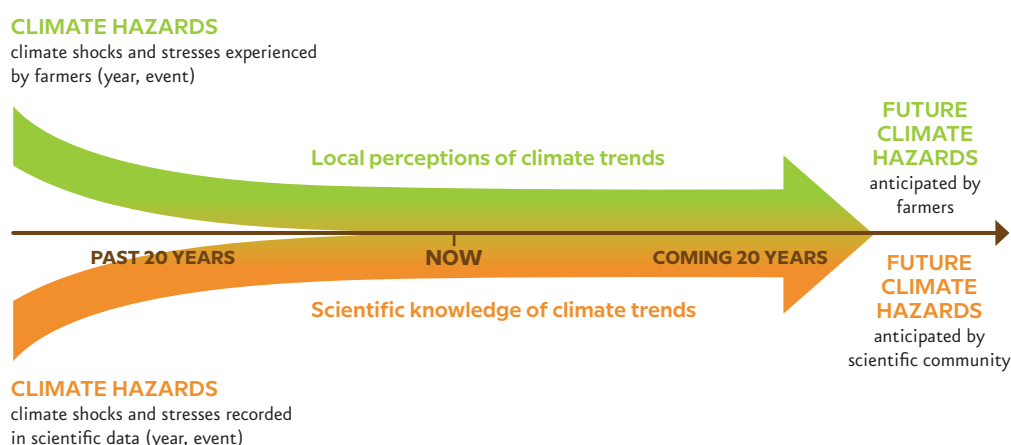 CLIMATE HAZARDS
climate shocks and stresses experienced
by farmers (year, event)
FUTURE
CLIMATE
HAZARDS
anticipated by
farmers
Local perceptions of climate trends
PAST 20 YEARS
NOW
COMING 20 YEARS
Scientific knowledge of climate trends
FUTURE
CLIMATE
HAZARDS
anticipated by
scientific community
CLIMATE HAZARDS
climate shocks and stresses recorded
in scientific data (year, event)